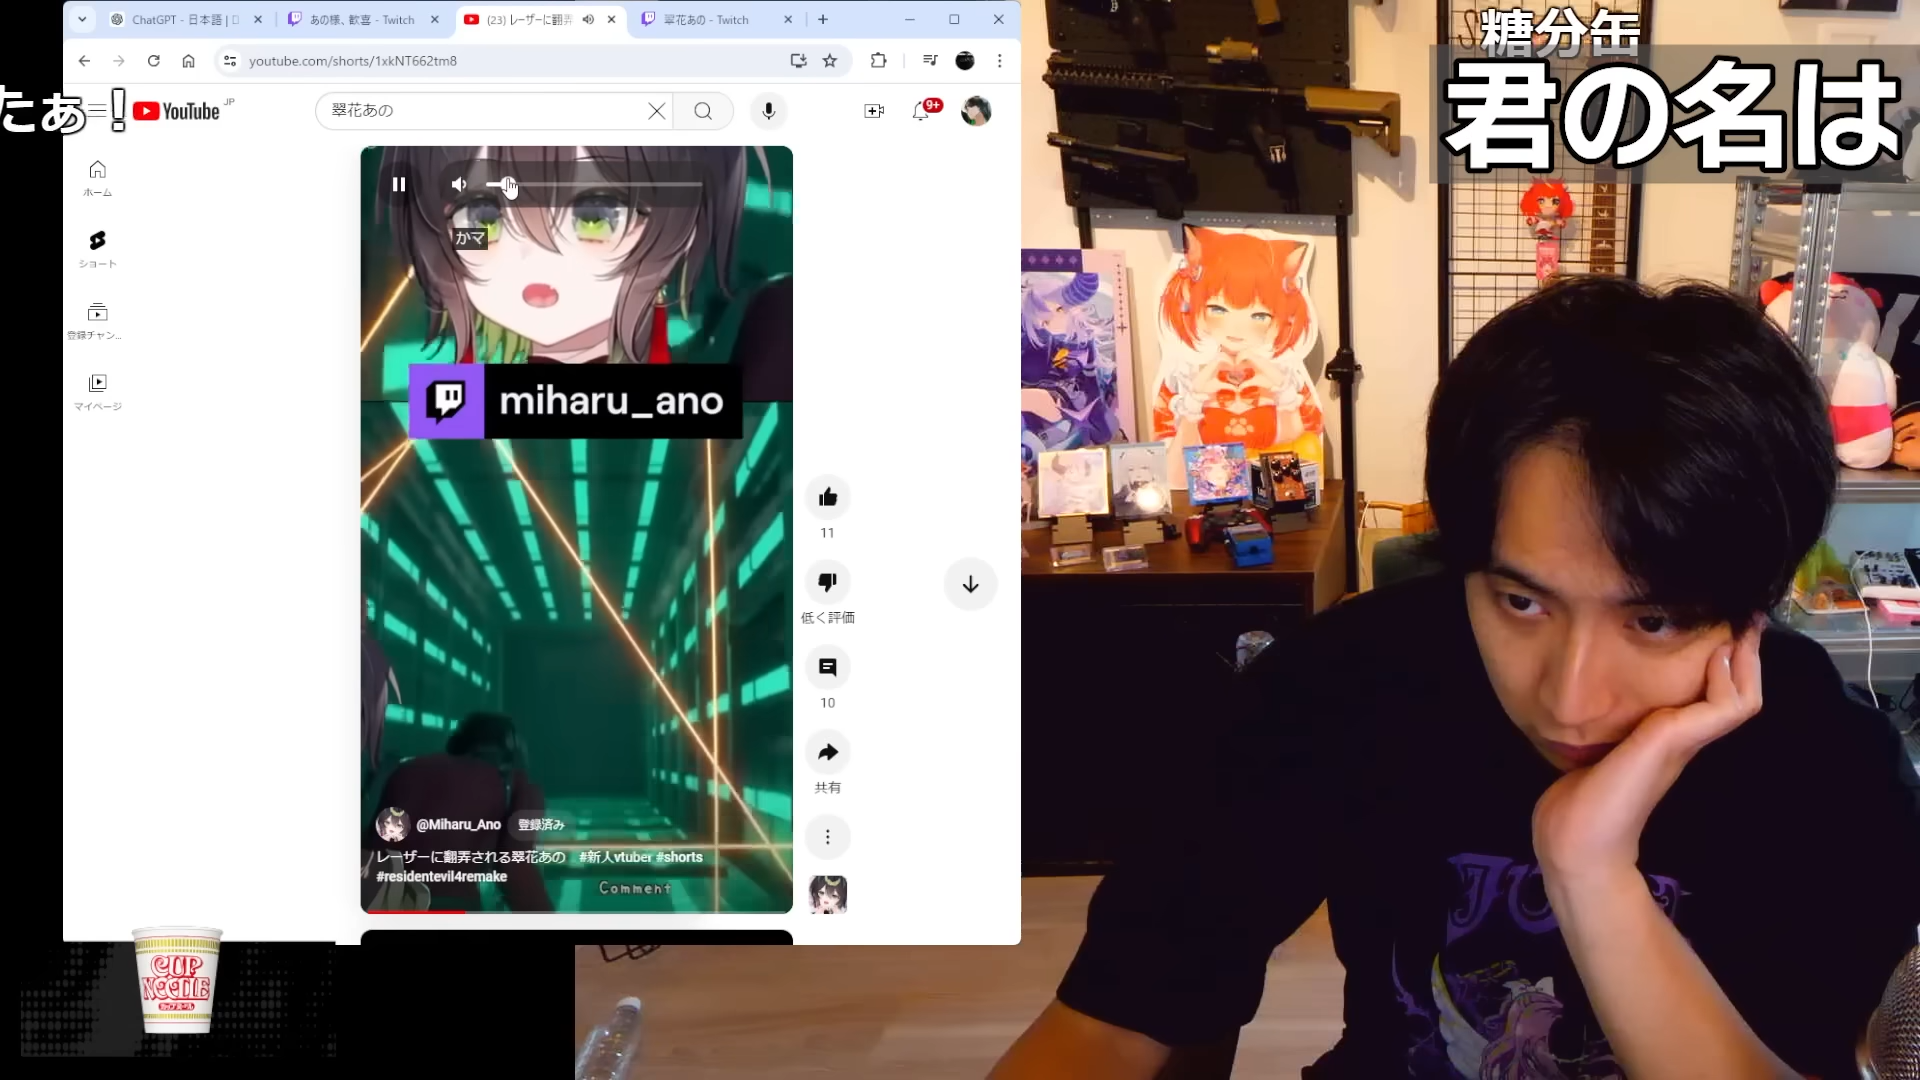 ChatGPT - 日本語 |
あの様、歓喜 - Twitch
(23) レーザーに翻弄
翠花あの - Twitch
youtube.com/shorts/1xkNT662tm8
たぁ！
YouTube JP
翠花あの
9+
糖分缶
君の名は
ホーム
ショート
登録チャン...
マイページ
かマ
miharu_ano
11
低く評価
10
共有
@Miharu_Ano 登録済み
レーザーに翻弄される翠花あの #新人vtuber #shorts
#residentevil4remake
Comment
CUP
NOODLE